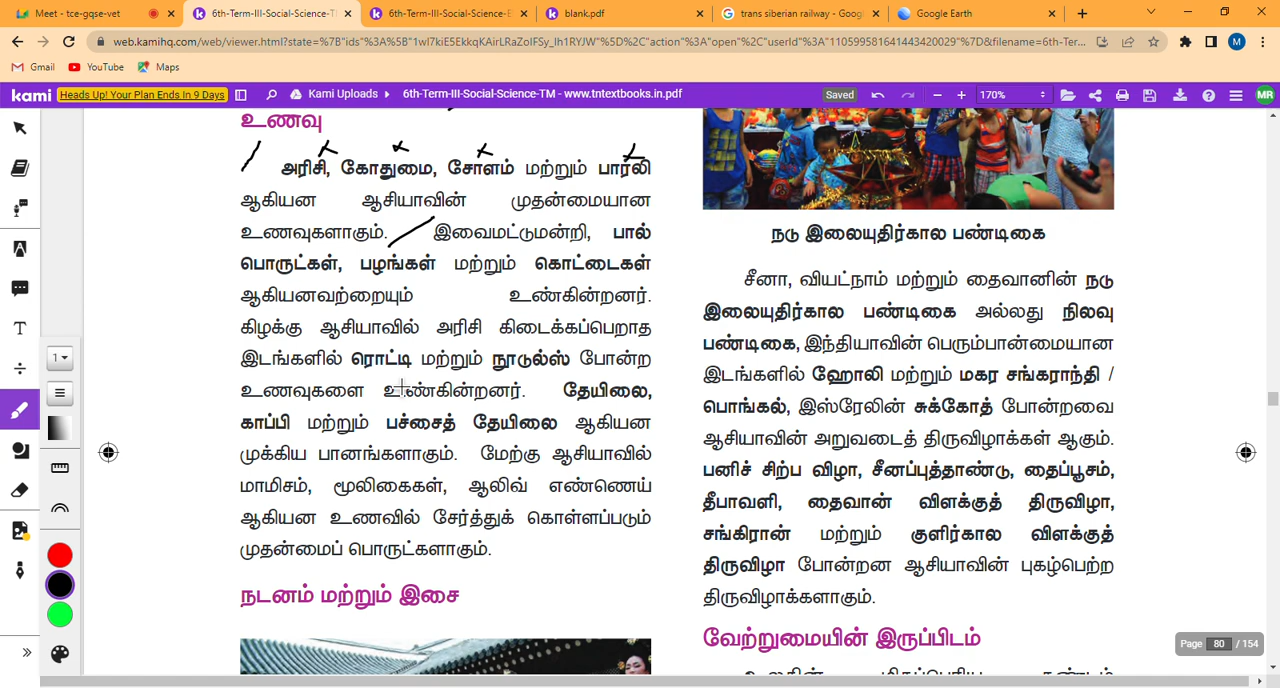 Meet - tce-gqse-vet
6th-Term-III-Social-Science-T
6th-Term-III-Social-Science-E
blank.pdf
trans siberian railway - Goog
Google Earth
web.kamihq.com/web/viewer.html?state=%7B"ids"%3A%5B"1wI7kiE5EkkqKAirLRaZoIFSy_Ih1RYJW"%5D%2C"action"%3A"open"%2C"userId"%3A"110599581641443420029"%7D&filename=6th-Ter...
M
Gmail YouTube Maps
kami Heads Up! Your Plan Ends In 9 Days Kami Uploads 6th-Term-III-Social-Science-TM - www.tntextbooks.in.pdf Saved 170% MR
உணவு
அரிசி, கோதுமை, சோளம் மற்றும் பார்லி
ஆகியன ஆசியாவின் முதன்மையான
உணவுகளாகும். இவைமட்டுமன்றி, பால்
பொருட்கள், பழங்கள் மற்றும் கொட்டைகள்
ஆகியனவற்றையும் உண்கின்றனர்.
கிழக்கு ஆசியாவில் அரிசி கிடைக்கப்பெறாத
இடங்களில் ரொட்டி மற்றும் நூடுல்ஸ் போன்ற
உணவுகளை உண்கின்றனர். தேயிலை,
காப்பி மற்றும் பச்சைத் தேயிலை ஆகியன
முக்கிய பானங்களாகும். மேற்கு ஆசியாவில்
மாமிசம், மூலிகைகள், ஆலிவ் எண்ணெய்
ஆகியன உணவில் சேர்த்துக் கொள்ளப்படும்
முதன்மைப் பொருட்களாகும்.
நடனம் மற்றும் இசை
நடு இலையுதிர்கால பண்டிகை
சீனா, வியட்நாம் மற்றும் தைவானின் நடு
இலையுதிர்கால பண்டிகை அல்லது நிலவு
பண்டிகை, இந்தியாவின் பெரும்பான்மையான
இடங்களில் ஹோலி மற்றும் மகர சங்கராந்தி /
பொங்கல், இஸ்ரேலின் சுக்கோத் போன்றவை
ஆசியாவின் அறுவடைத் திருவிழாக்கள் ஆகும்.
பனிச் சிற்ப விழா, சீனப்புத்தாண்டு, தைப்பூசம்,
தீபாவளி, தைவான் விளக்குத் திருவிழா,
சங்கிரான் மற்றும் குளிர்கால விளக்குத்
திருவிழா போன்றன ஆசியாவின் புகழ்பெற்ற
திருவிழாக்களாகும்.
வேற்றுமையின் இருப்பிடம்
Page 80 / 154
1